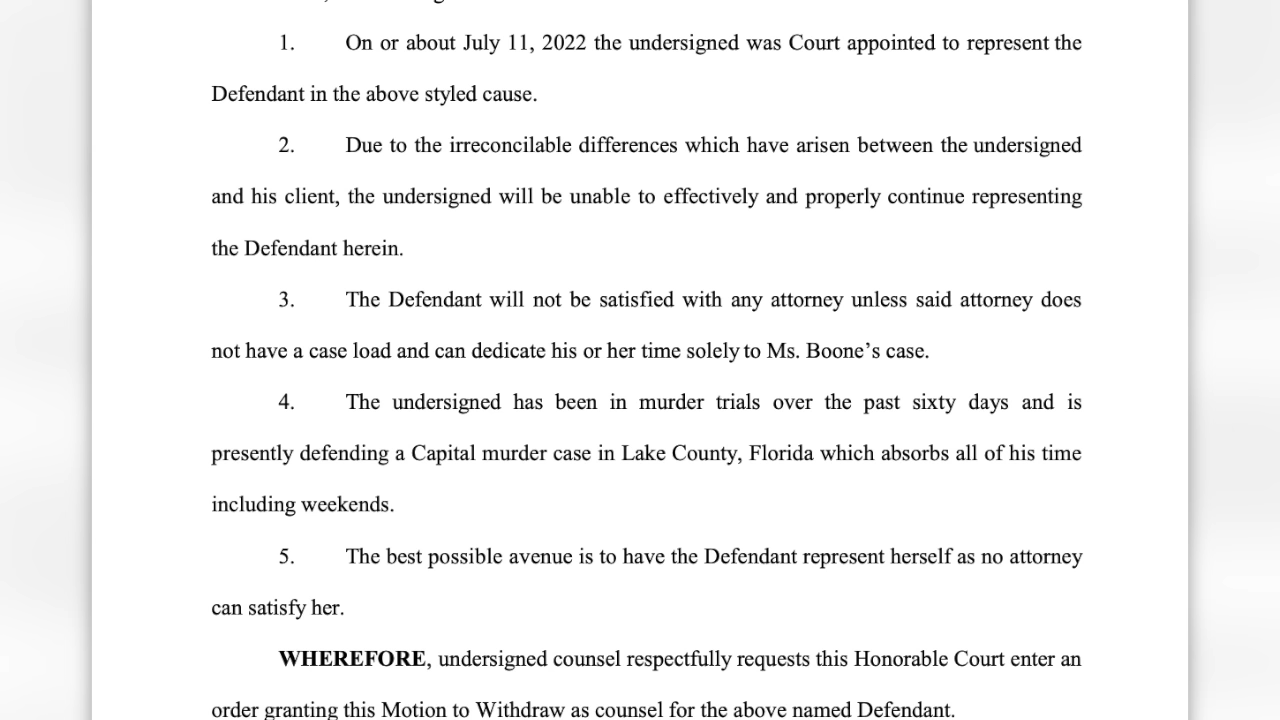 1. On or about July 11, 2022 the undersigned was Court appointed to represent the
Defendant in the above styled cause.
2. Due to the irreconcilable differences which have arisen between the undersigned
and his client, the undersigned will be unable to effectively and properly continue representing
the Defendant herein.
3. The Defendant will not be satisfied with any attorney unless said attorney does
not have a case load and can dedicate his or her time solely to Ms. Boone’s case.
4. The undersigned has been in murder trials over the past sixty days and is
presently defending a Capital murder case in Lake County, Florida which absorbs all of his time
including weekends.
5. The best possible avenue is to have the Defendant represent herself as no attorney
can satisfy her.
WHEREFORE, undersigned counsel respectfully requests this Honorable Court enter an
order granting this Motion to Withdraw as counsel for the above named Defendant.